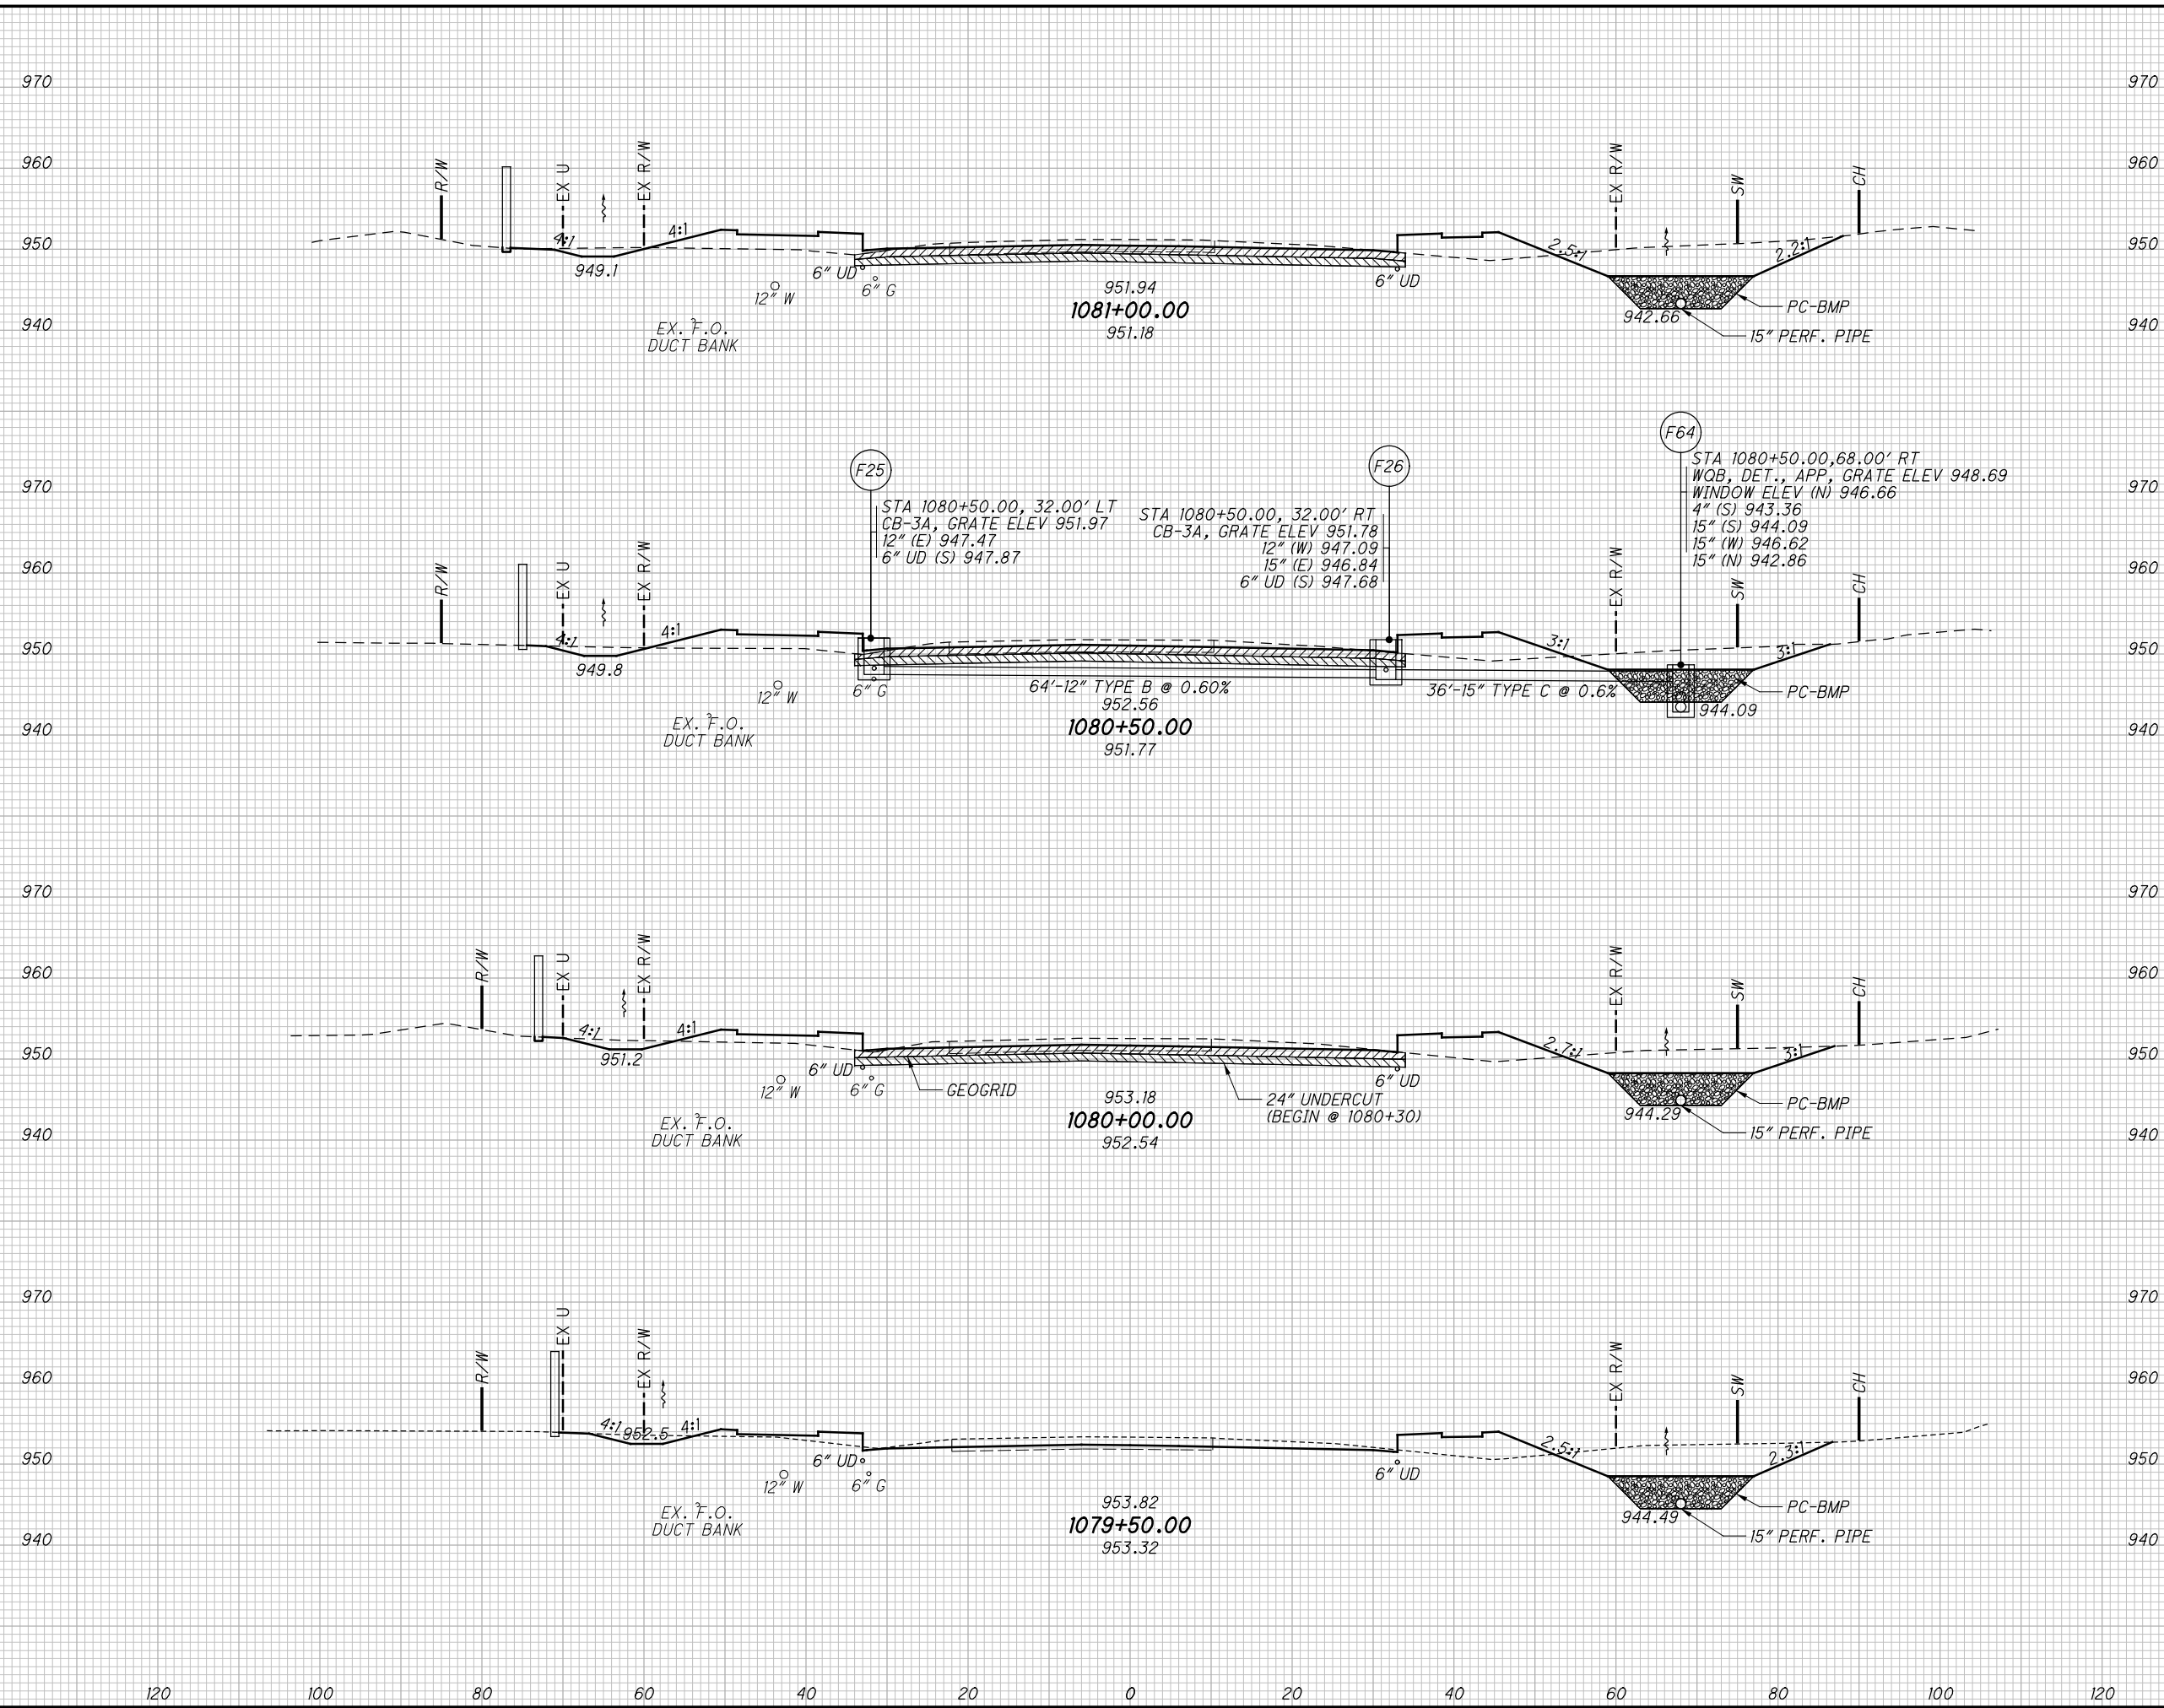 970
970
960
960
950
950
940
940
R/W
EX U
EX R/W
EX R/W
SW
CH
4:1
4:1
2.5:1
2.2:1
949.1
12" W
6" UD
6" G
6" UD
EX. F.O.
DUCT BANK
951.94
1081+00.00
951.18
942.66
PC-BMP
15" PERF. PIPE
970
970
960
960
950
950
940
940
F25
STA 1080+50.00, 32.00' LT
CB-3A, GRATE ELEV 951.97
12" (E) 947.47
6" UD (S) 947.87
F26
STA 1080+50.00, 32.00' RT
CB-3A, GRATE ELEV 951.78
12" (W) 947.09
15" (E) 946.84
6" UD (S) 947.68
F64
STA 1080+50.00,68.00' RT
WQB, DET., APP, GRATE ELEV 948.69
WINDOW ELEV (N) 946.66
4" (S) 943.36
15" (S) 944.09
15" (W) 946.62
15" (N) 942.86
R/W
EX U
EX R/W
EX R/W
SW
CH
4:1
4:1
3:1
3:1
949.8
12" W
6" G
EX. F.O.
DUCT BANK
64'-12" TYPE B @ 0.60%
952.56
1080+50.00
951.77
36'-15" TYPE C @ 0.6%
944.09
PC-BMP
970
970
960
960
950
950
940
940
R/W
EX U
EX R/W
EX R/W
SW
CH
4:1
4:1
2.7:1
3:1
951.2
12" W
6" UD
6" G
GEOGRID
24" UNDERCUT
(BEGIN @ 1080+30)
6" UD
EX. F.O.
DUCT BANK
953.18
1080+00.00
952.54
944.29
PC-BMP
15" PERF. PIPE
970
970
960
960
950
950
940
940
R/W
EX U
EX R/W
EX R/W
SW
CH
4:1
952.5
4:1
2.5:1
2.3:1
12" W
6" UD
6" G
6" UD
EX. F.O.
DUCT BANK
953.82
1079+50.00
953.32
944.49
PC-BMP
15" PERF. PIPE
120 100 80 60 40 20 0 20 40 60 80 100 120